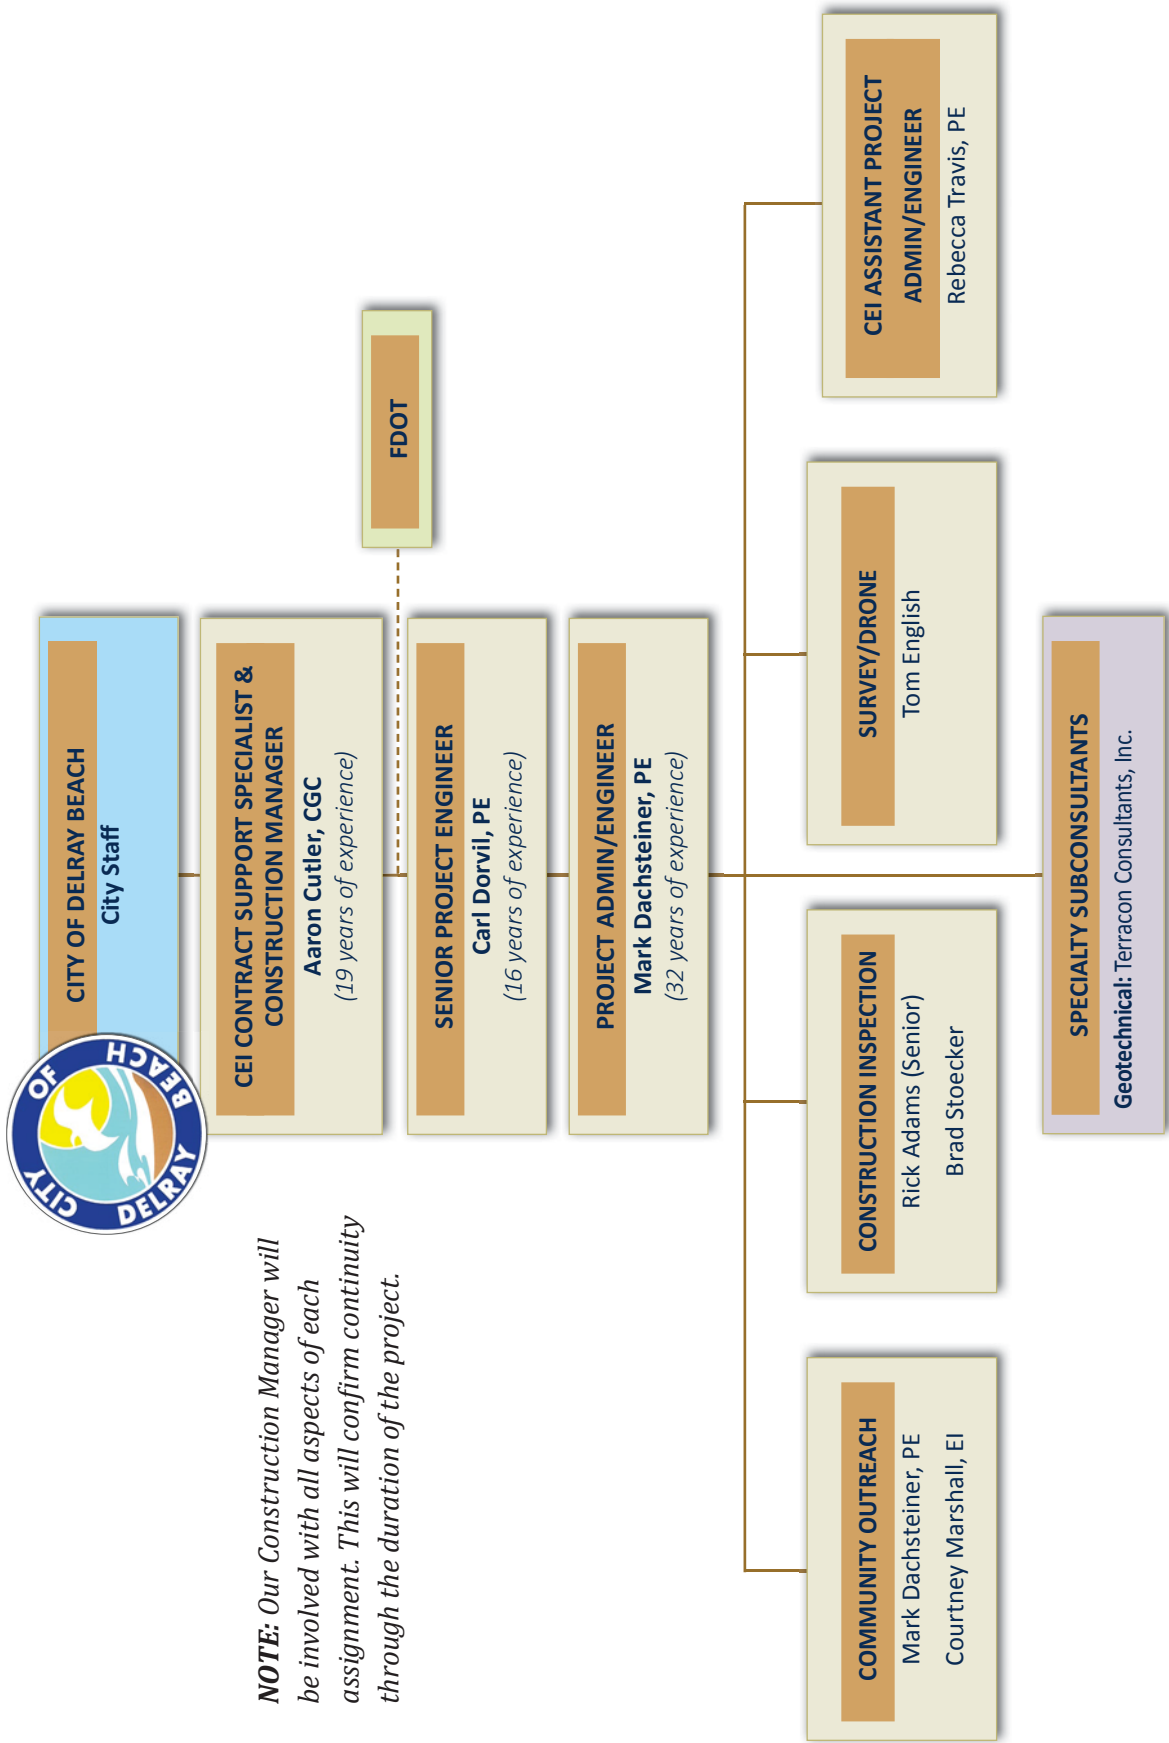 CITY OF
DELRAY BEACH
CITY OF DELRAY BEACH
City Staff
CEI CONTRACT SUPPORT SPECIALIST &
CONSTRUCTION MANAGER
Aaron Cutler, CGC
(19 years of experience)
NOTE: Our Construction Manager will
be involved with all aspects of each
assignment. This will confirm continuity
through the duration of the project.
FDOT
SENIOR PROJECT ENGINEER
Carl Dorvil, PE
(16 years of experience)
PROJECT ADMIN/ENGINEER
Mark Dachsteiner, PE
(32 years of experience)
COMMUNITY OUTREACH
Mark Dachsteiner, PE
Courtney Marshall, EI
CONSTRUCTION INSPECTION
Rick Adams (Senior)
Brad Stoecker
SURVEY/DRONE
Tom English
CEI ASSISTANT PROJECT
ADMIN/ENGINEER
Rebecca Travis, PE
SPECIALTY SUBCONSULTANTS
Geotechnical: Terracon Consultants, Inc.